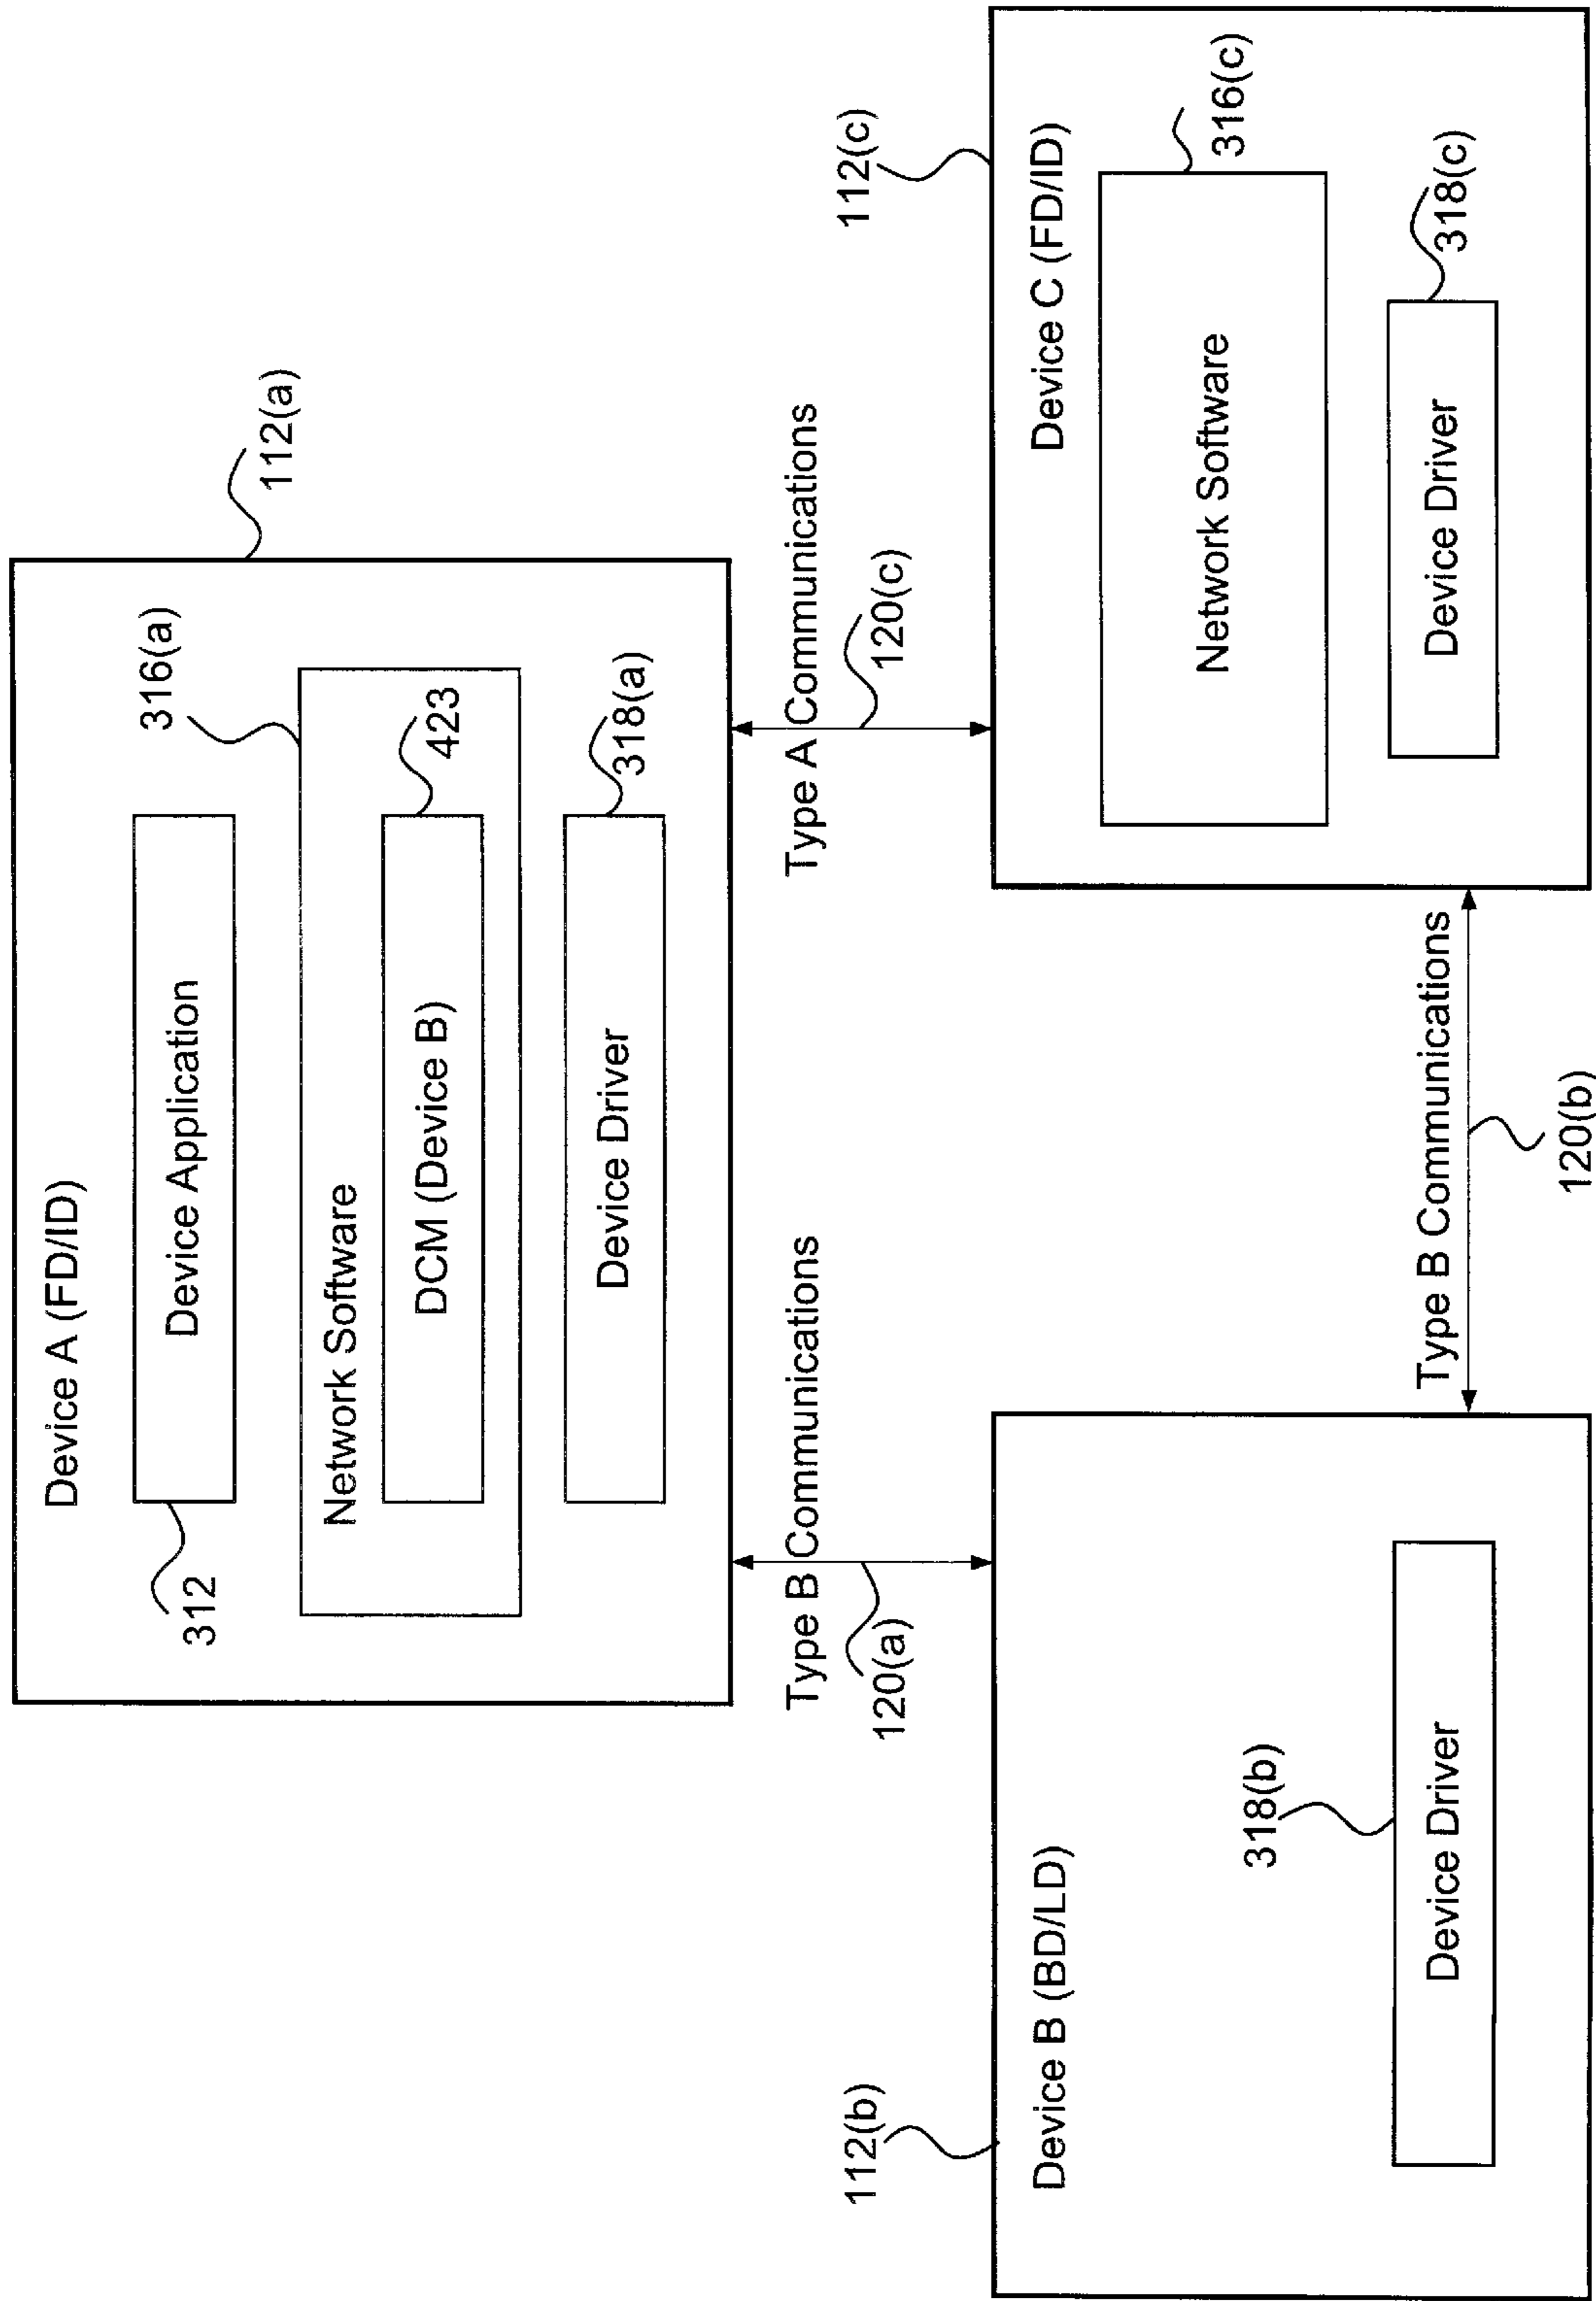 Device A (FD/ID)
112(a)
312
Device Application
316(a)
Network Software
423
DCM (Device B)
318(a)
Device Driver
Type B Communications
120(a)
Type A Communications
120(c)
112(b)
Device B (BD/LD)
318(b)
Device Driver
Type B Communications
120(b)
112(c)
Device C (FD/ID)
Network Software
316(c)
Device Driver
318(c)